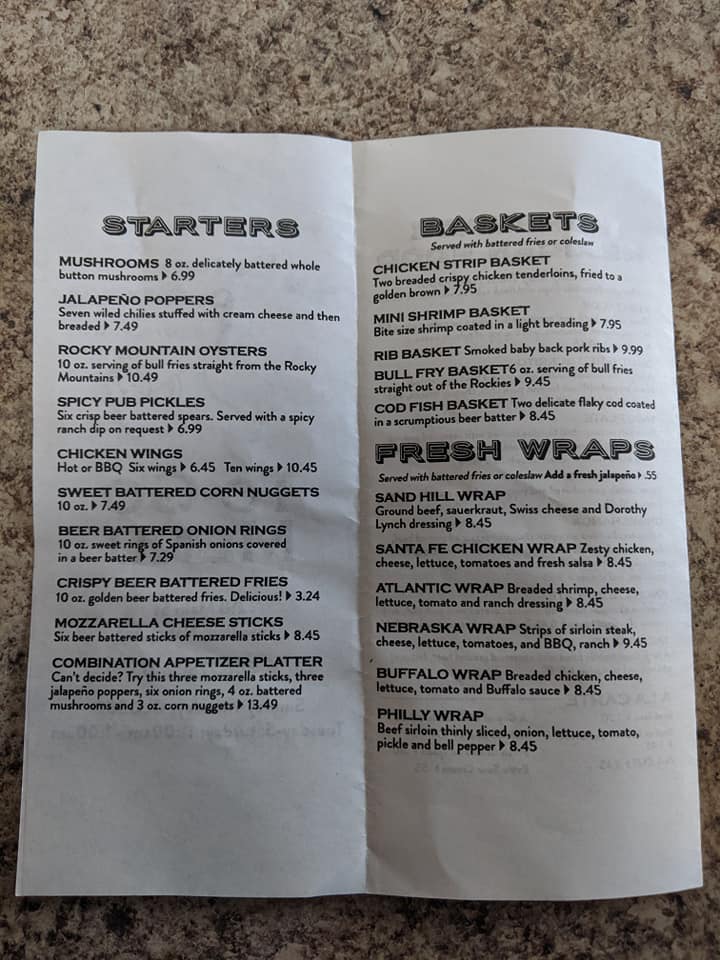 STARTERS
MUSHROOMS 8 oz. delicately battered whole
button mushrooms 6.99
JALAPEÑO POPPERS
Seven wiled chilies stuffed with cream cheese and then
breaded 7.49
ROCKY MOUNTAIN OYSTERS
10 oz. serving of bull fries straight from the Rocky
Mountains 10.49
SPICY PUB PICKLES
Six crisp beer battered spears. Served with a spicy
ranch dip on request 6.99
CHICKEN WINGS
Hot or BBQ Six wings 6.45 Ten wings 10.45
SWEET BATTERED CORN NUGGETS
10 oz. 7.49
BEER BATTERED ONION RINGS
10 oz. sweet rings of Spanish onions covered
in a beer batter 7.29
CRISPY BEER BATTERED FRIES
10 oz. golden beer battered fries. Delicious! 3.24
MOZZARELLA CHEESE STICKS
Six beer battered sticks of mozzarella sticks 8.45
COMBINATION APPETIZER PLATTER
Can't decide? Try this three mozzarella sticks, three
jalapeño poppers, six onion rings, 4 oz. battered
mushrooms and 3 oz. corn nuggets 13.49
BASKETS
Served with battered fries or coleslaw
CHICKEN STRIP BASKET
Two breaded crispy chicken tenderloins, fried to a
golden brown 7.95
MINI SHRIMP BASKET
Bite size shrimp coated in a light breading 7.95
RIB BASKET Smoked baby back pork ribs 9.99
BULL FRY BASKET 6 oz. serving of bull fries
straight out of the Rockies 9.45
COD FISH BASKET Two delicate flaky cod coated
in a scrumptious beer batter 8.45
FRESH WRAPS
Served with battered fries or coleslaw Add a fresh jalapeño .55
SAND HILL WRAP
Ground beef, sauerkraut, Swiss cheese and Dorothy
Lynch dressing 8.45
SANTA FE CHICKEN WRAP Zesty chicken,
cheese, lettuce, tomatoes and fresh salsa 8.45
ATLANTIC WRAP Breaded shrimp, cheese,
lettuce, tomato and ranch dressing 8.45
NEBRASKA WRAP Strips of sirloin steak,
cheese, lettuce, tomatoes, and BBQ, ranch 9.45
BUFFALO WRAP Breaded chicken, cheese,
lettuce, tomato and Buffalo sauce 8.45
PHILLY WRAP
Beef sirloin thinly sliced, onion, lettuce, tomato,
pickle and bell pepper 8.45